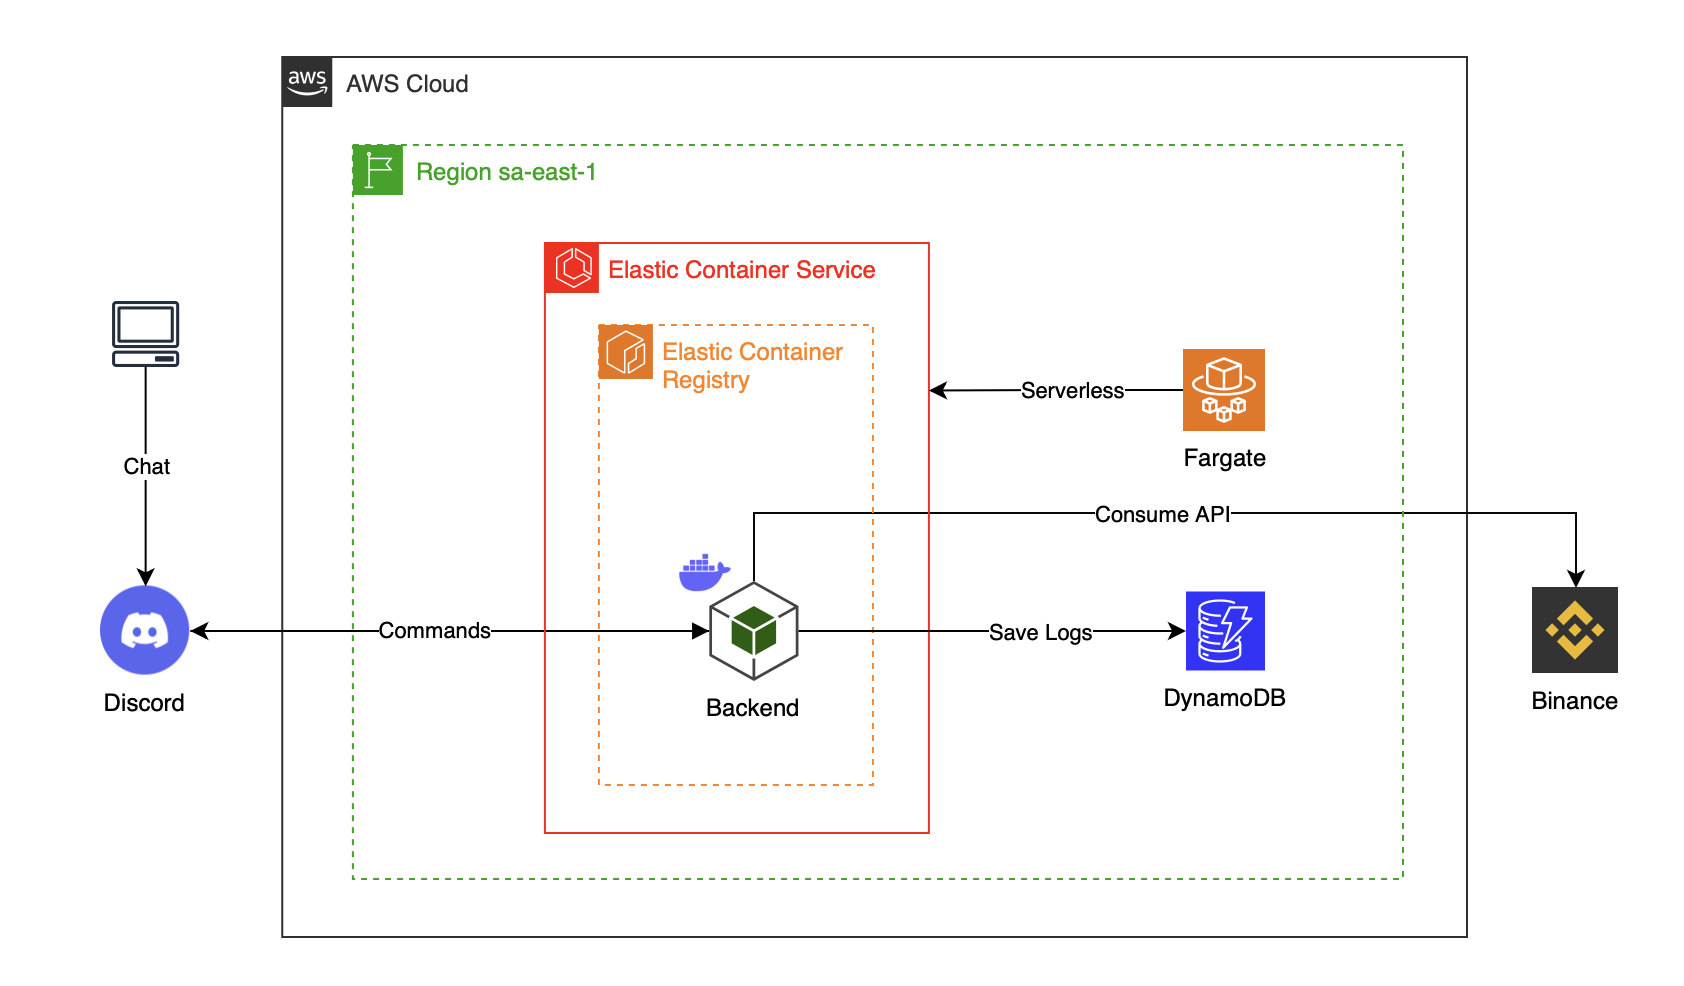 aws
AWS Cloud
Region sa-east-1
Elastic Container Service
Elastic Container
Registry
Serverless
Fargate
Chat
Consume API
Commands
Save Logs
Discord
Backend
DynamoDB
Binance